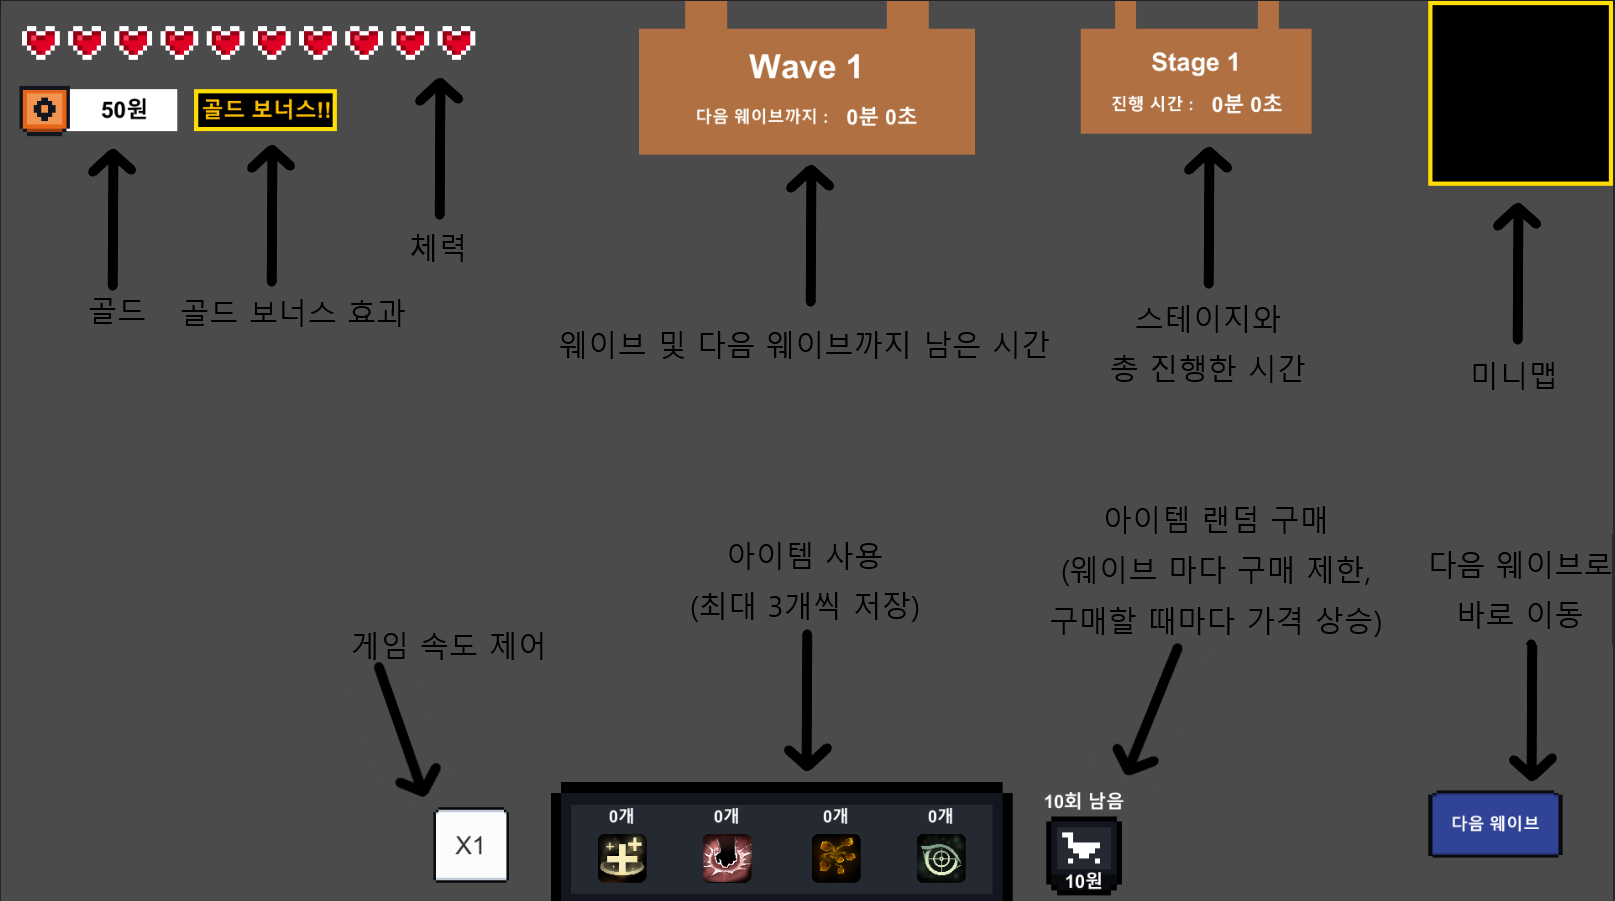 50원
골드 보너스!!
Wave 1
다음 웨이브까지 : 0분 0초
Stage 1
진행 시간 : 0분 0초
체력
골드
골드 보너스 효과
웨이브 및 다음 웨이브까지 남은 시간
스테이지와
총 진행한 시간
미니맵
게임 속도 제어
아이템 사용
(최대 3개씩 저장)
아이템 랜덤 구매
(웨이브 마다 구매 제한,
구매할 때마다 가격 상승)
다음 웨이브로
바로 이동
X1
0개 0개 0개 0개
10회 남음
10원
다음 웨이브